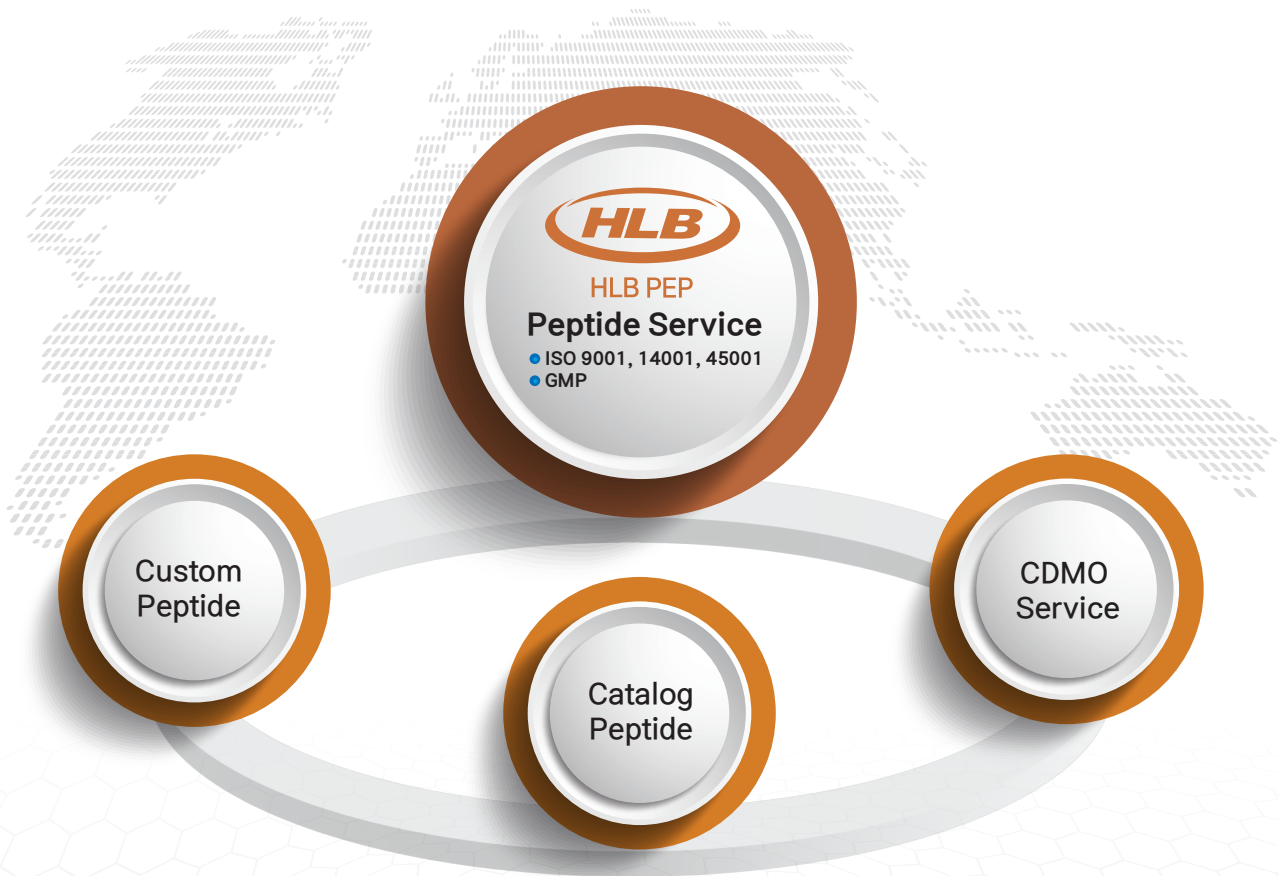 HLB
HLB PEP
Peptide Service
ISO 9001, 14001, 45001
GMP
Custom
Peptide
CDMO
Service
Catalog
Peptide